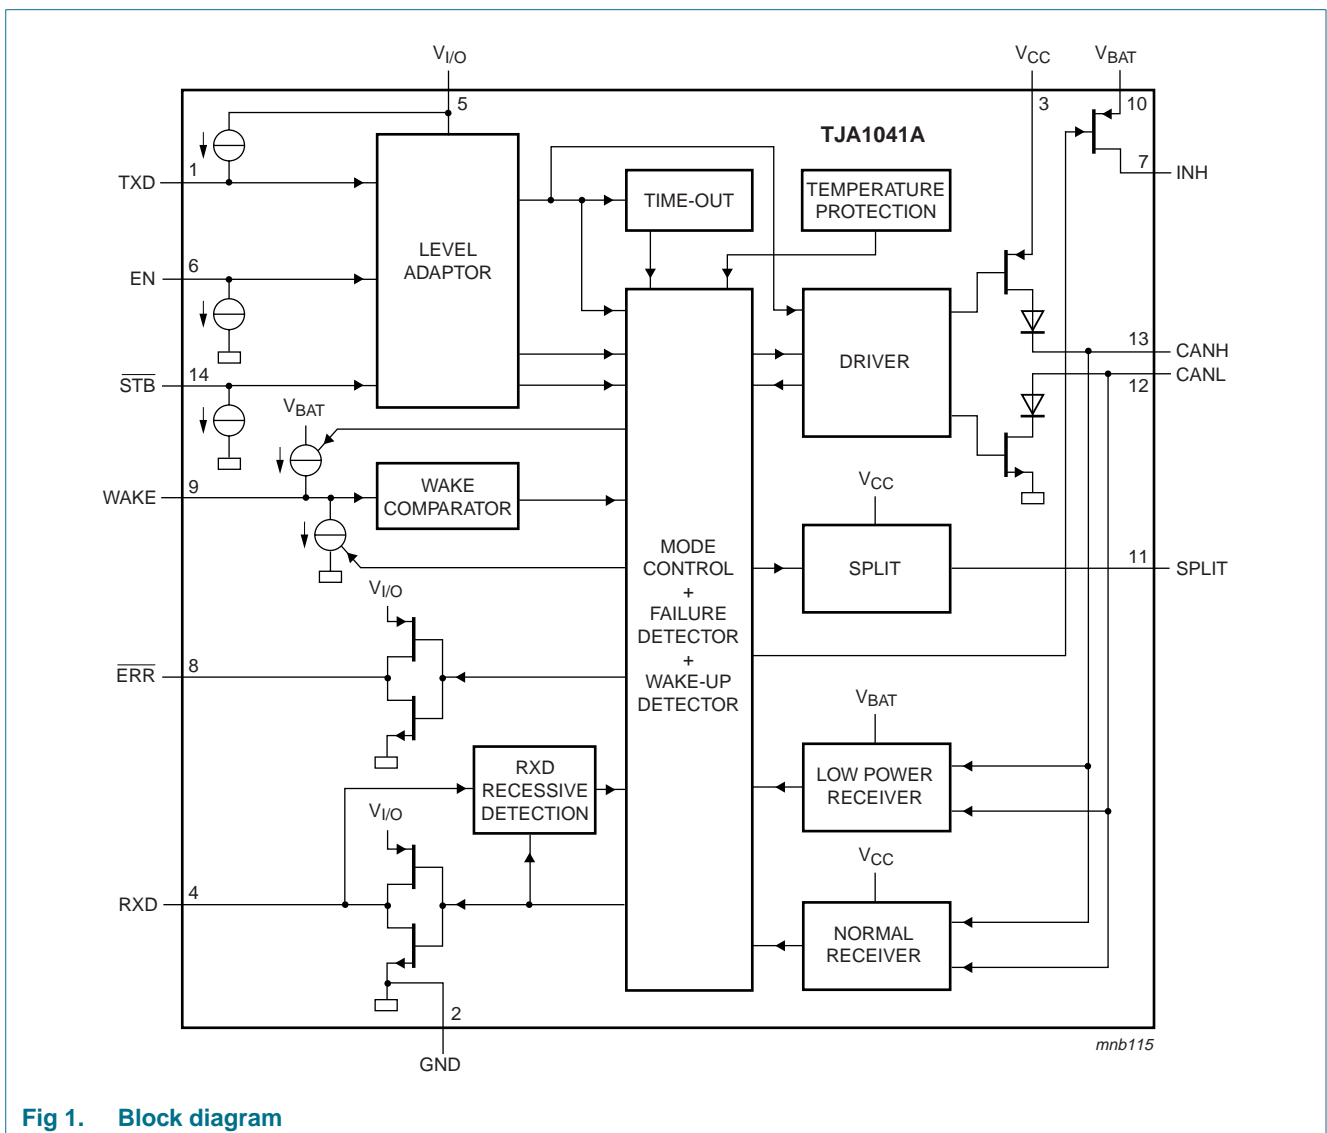 VI/O
VCC
VBAT
5
3
10
TJA1041A
1
TXD
7
INH
TIME-OUT
TEMPERATURE
PROTECTION
LEVEL
ADAPTOR
6
EN
DRIVER
13
CANH
14
STB
CANL
12
VBAT
9
WAKE
WAKE
COMPARATOR
VCC
MODE
CONTROL
+
FAILURE
DETECTOR
+
WAKE-UP
DETECTOR
SPLIT
11
SPLIT
VI/O
8
ERR
VBAT
RXD
RECESSIVE
DETECTION
LOW POWER
RECEIVER
VI/O
VCC
4
RXD
NORMAL
RECEIVER
2
GND
mnb115
Fig 1. Block diagram